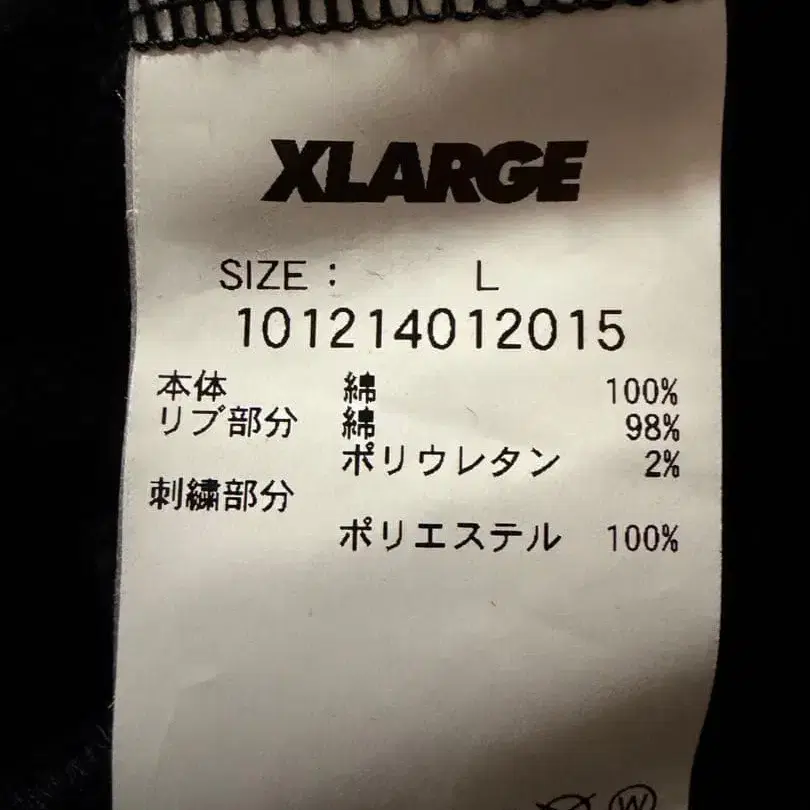 XLARGE
SIZE： L
101214012015
本体 綿 100%
リブ部分 綿 98%
ポリウレタン 2%
刺繍部分
ポリエステル 100%
W